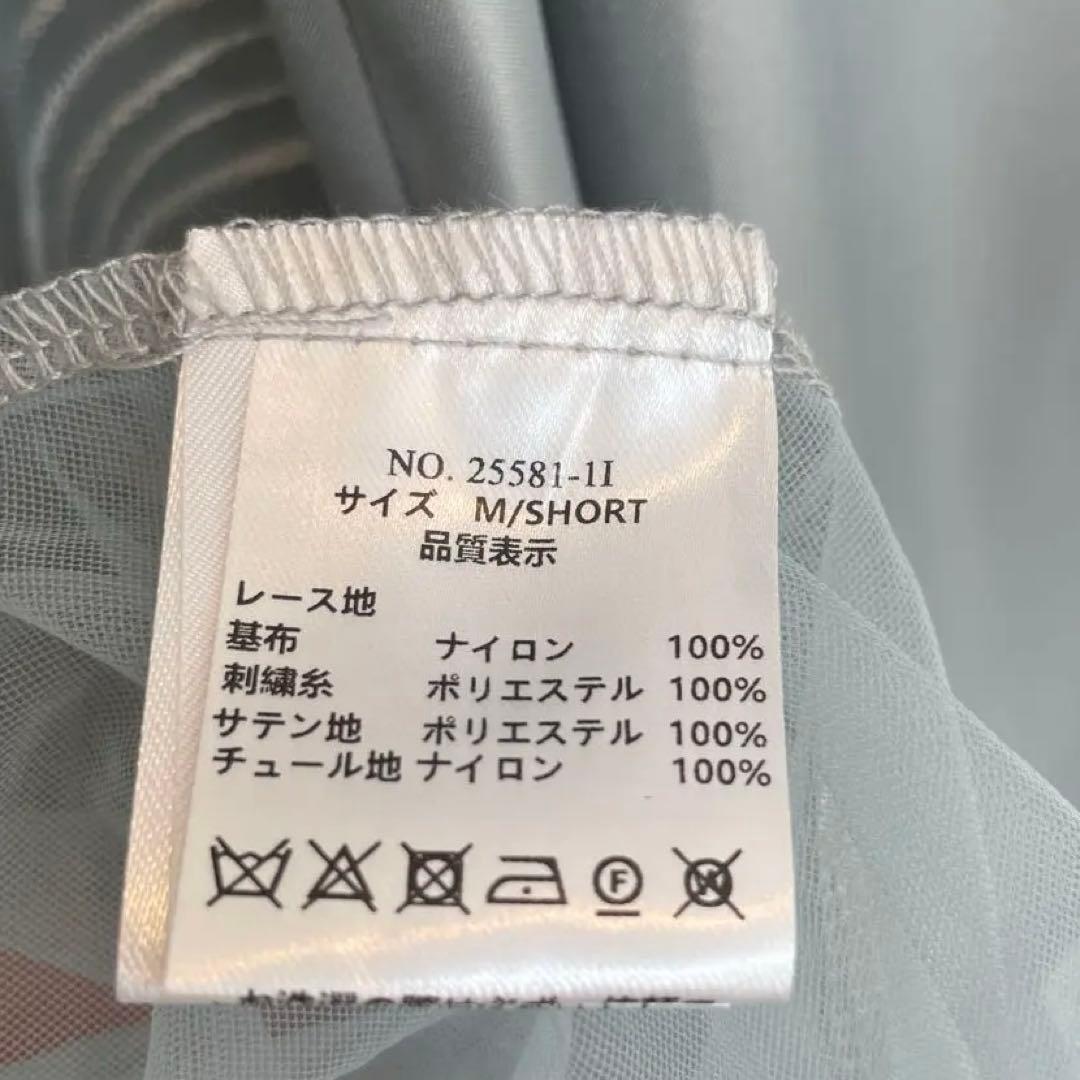 NO. 25581-1I
サイズ M/SHORT
品質表示
レース地
基布 ナイロン 100%
刺繍糸 ポリエステル 100%
サテン地 ポリエステル 100%
チュール地 ナイロン 100%
F
W